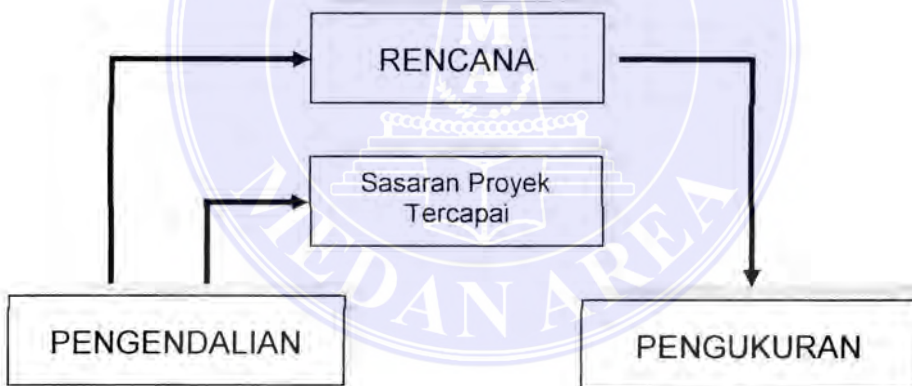 M
A
RENCANA
Sasaran Proyek
Tercapai
MEDAN AREA
PENGENDALIAN
PENGUKURAN